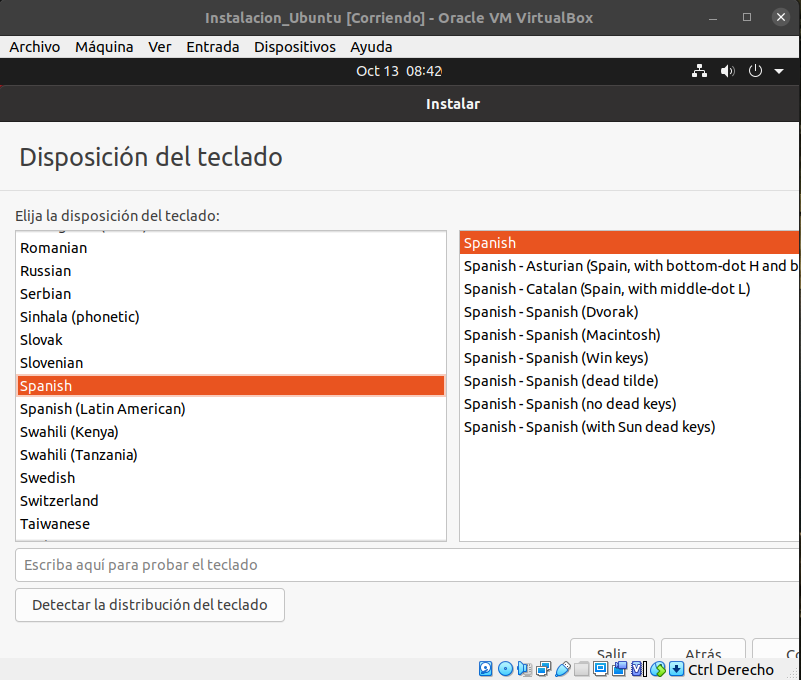 Instalacion_Ubuntu [Corriendo] - Oracle VM VirtualBox
Archivo Máquina Ver Entrada Dispositivos Ayuda
Oct 13 08:42
Instalar
Disposición del teclado
Elija la disposición del teclado:
Romanian
Russian
Serbian
Sinhala (phonetic)
Slovak
Slovenian
Spanish
Spanish (Latin American)
Swahili (Kenya)
Swahili (Tanzania)
Swedish
Switzerland
Taiwanese
Spanish
Spanish - Asturian (Spain, with bottom-dot H and b
Spanish - Catalan (Spain, with middle-dot L)
Spanish - Spanish (Dvorak)
Spanish - Spanish (Macintosh)
Spanish - Spanish (Win keys)
Spanish - Spanish (dead tilde)
Spanish - Spanish (no dead keys)
Spanish - Spanish (with Sun dead keys)
Escriba aquí para probar el teclado
Detectar la distribución del teclado
Salir Atrás
Ctrl Derecho